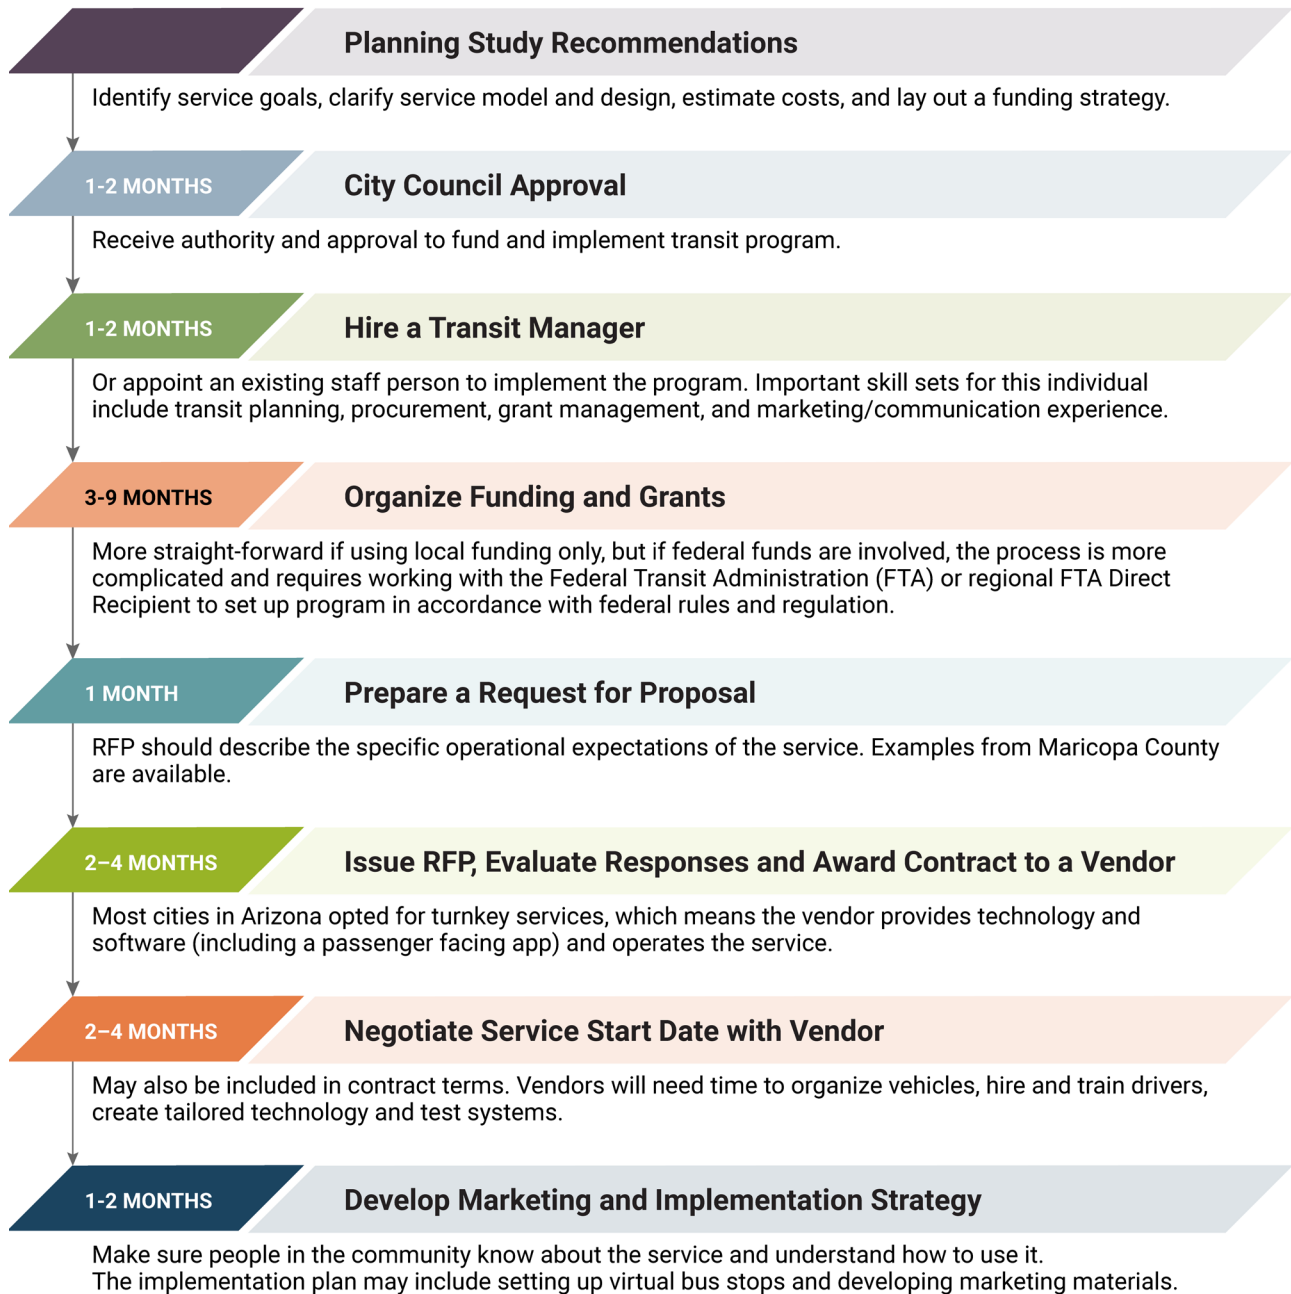 Planning Study Recommendations
Identify service goals, clarify service model and design, estimate costs, and lay out a funding strategy.
1-2 MONTHS
City Council Approval
Receive authority and approval to fund and implement transit program.
1-2 MONTHS
Hire a Transit Manager
Or appoint an existing staff person to implement the program. Important skill sets for this individual
include transit planning, procurement, grant management, and marketing/communication experience.
3-9 MONTHS
Organize Funding and Grants
More straight-forward if using local funding only, but if federal funds are involved, the process is more
complicated and requires working with the Federal Transit Administration (FTA) or regional FTA Direct
Recipient to set up program in accordance with federal rules and regulation.
1 MONTH
Prepare a Request for Proposal
RFP should describe the specific operational expectations of the service. Examples from Maricopa County
are available.
2–4 MONTHS
Issue RFP, Evaluate Responses and Award Contract to a Vendor
Most cities in Arizona opted for turnkey services, which means the vendor provides technology and
software (including a passenger facing app) and operates the service.
2–4 MONTHS
Negotiate Service Start Date with Vendor
May also be included in contract terms. Vendors will need time to organize vehicles, hire and train drivers,
create tailored technology and test systems.
1-2 MONTHS
Develop Marketing and Implementation Strategy
Make sure people in the community know about the service and understand how to use it.
The implementation plan may include setting up virtual bus stops and developing marketing materials.